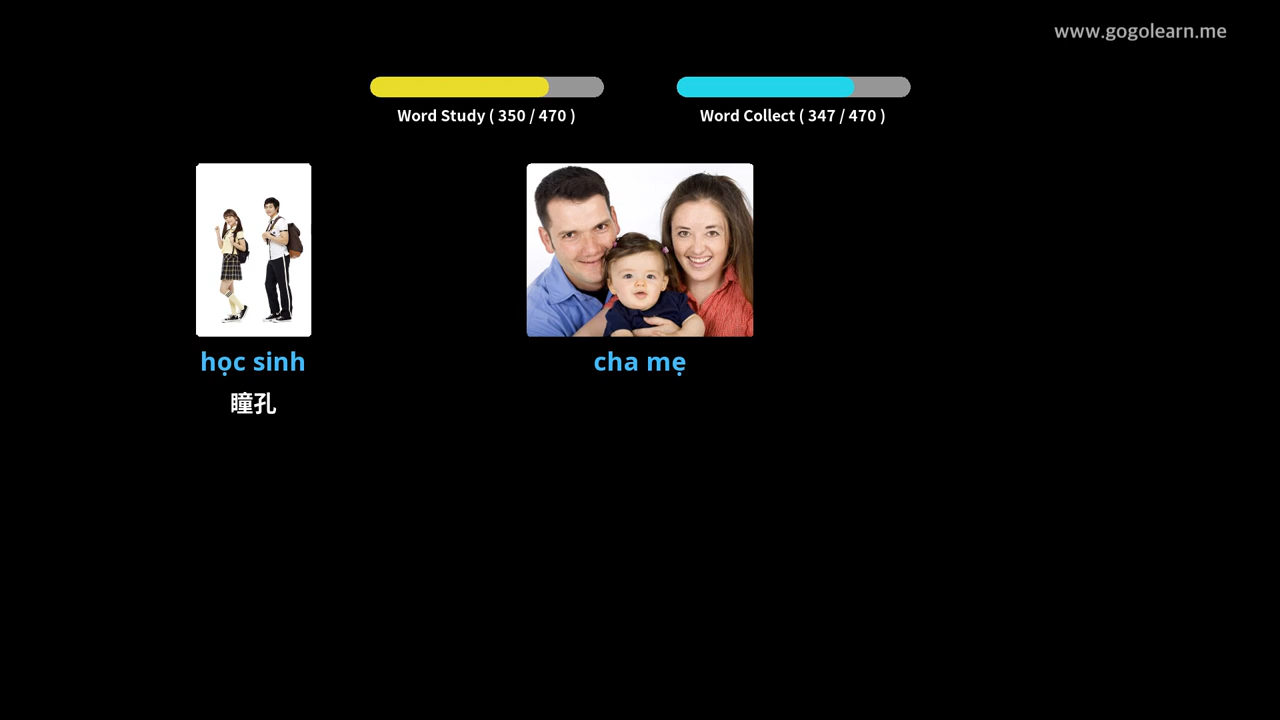 www.gogolearn.me
Word Study ( 350 / 470 )
Word Collect ( 347 / 470 )
học sinh
瞳孔
cha mẹ